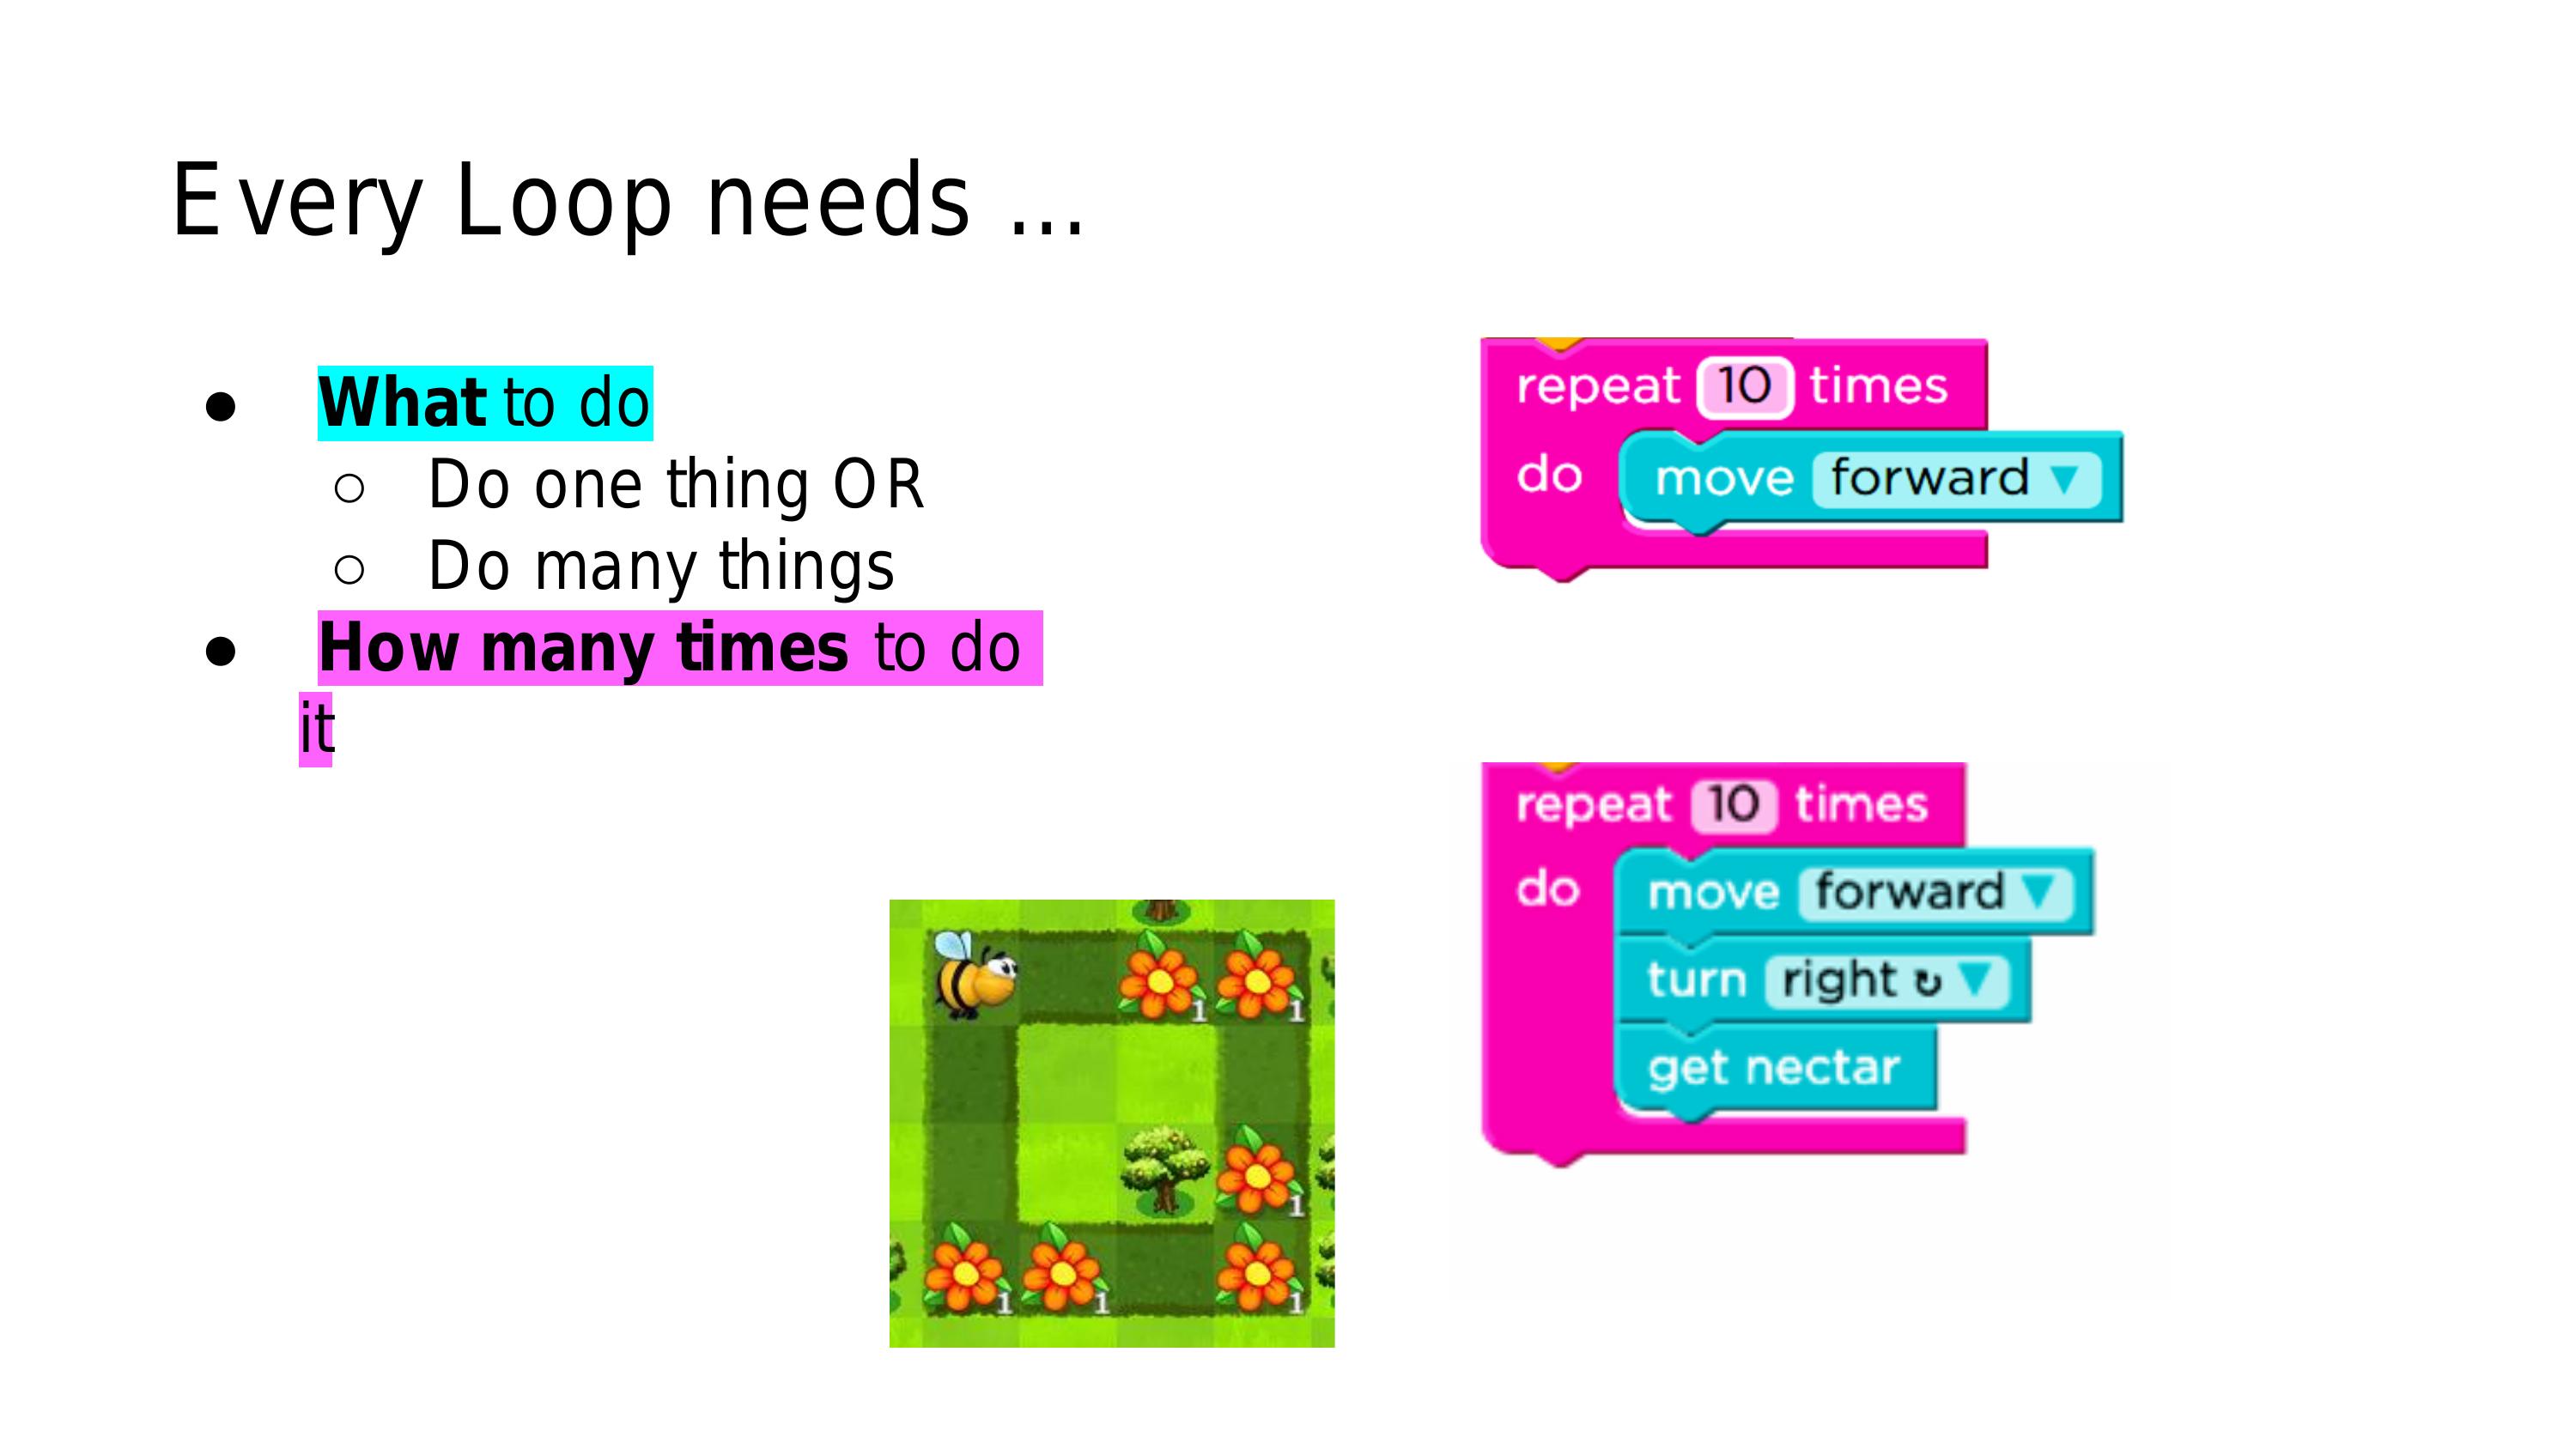 Every Loop needs ...
● What to do
○ Do one thing OR
○ Do many things
● How many times to do
it
repeat 10 times
do move forward ▼
repeat 10 times
do move forward ▼
turn right ↻ ▼
get nectar
1 1
1
1 1 1